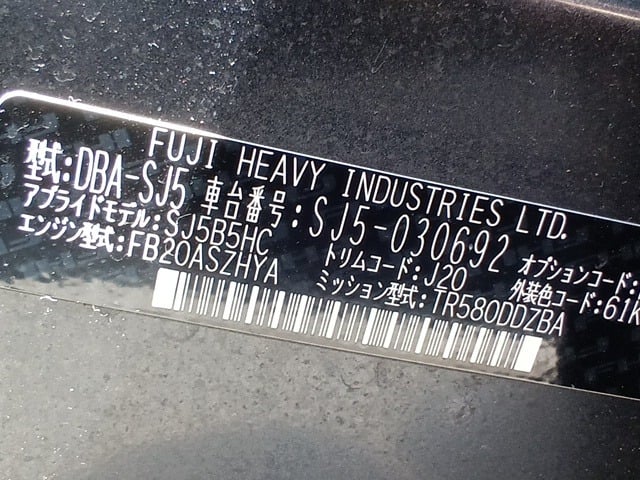 FUJI HEAVY INDUSTRIES LTD.
型式:DBA-SJ5 車台番号:SJ5-030692
アプライドモデル:SJ5B5HC トリムコード:J20 オプションコード:
エンジン型式:FB20ASZHYA ミッション型式:TR580DDZBA 外装色コード:61K